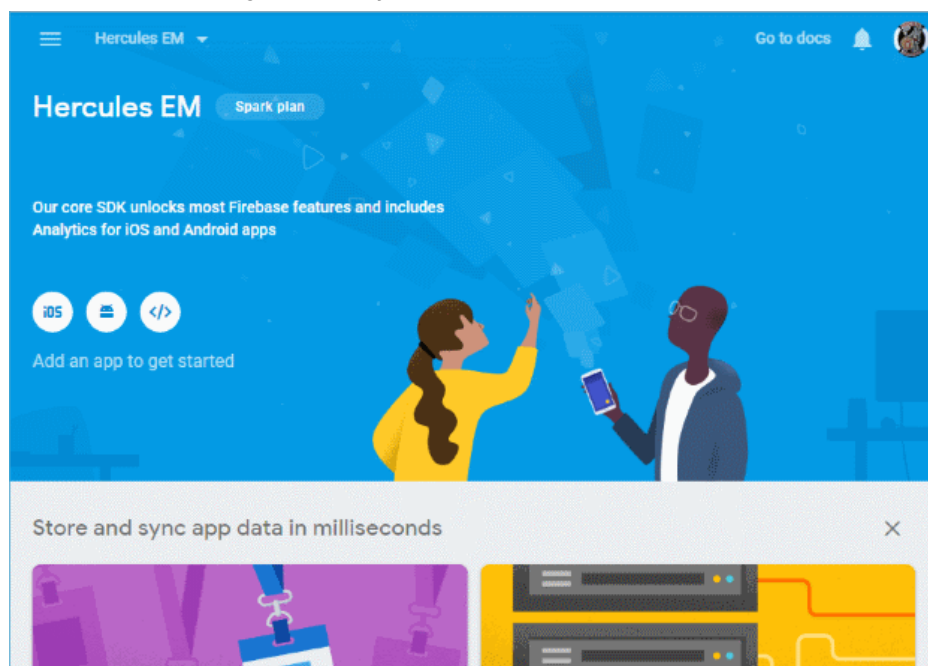 Hercules EM
Go to docs
Hercules EM
Spark plan
Our core SDK unlocks most Firebase features and includes
Analytics for iOS and Android apps
iOS
</>
Add an app to get started
Store and sync app data in milliseconds